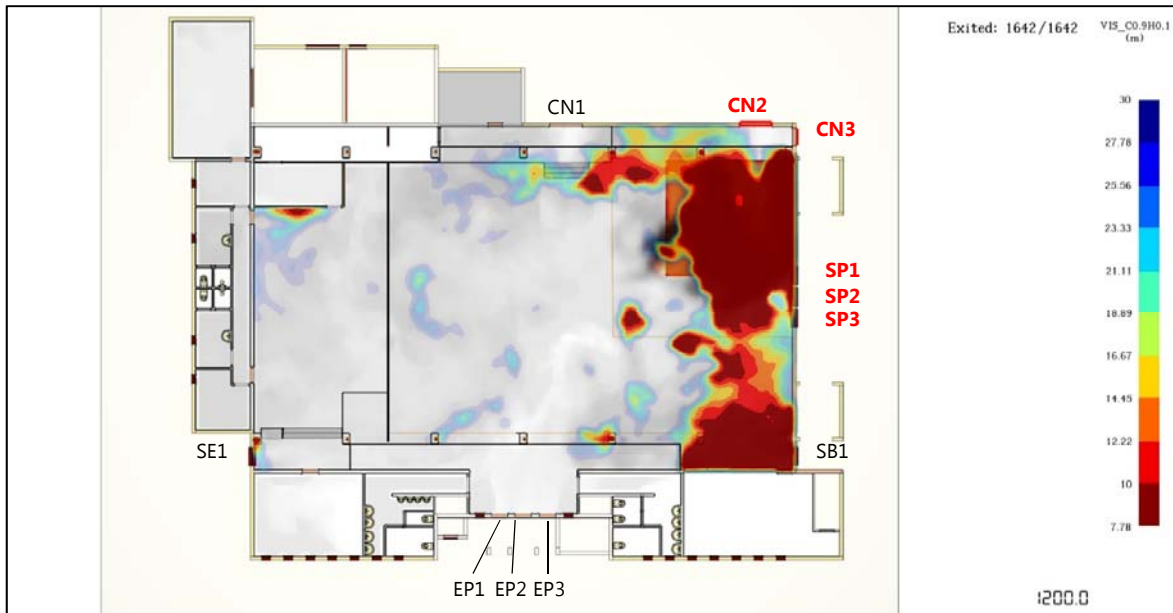 Exited: 1642/1642
VIS_C0.9H0.1
(m)
CN1
CN2
CN3
30
27.78
25.56
23.33
21.11
18.89
16.67
14.45
12.22
10
7.78
SP1
SP2
SP3
SE1
SB1
EP1 EP2 EP3
1200.0